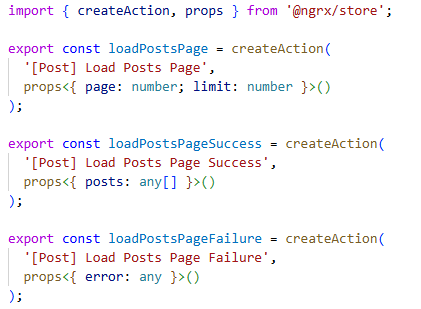 import { createAction, props } from '@ngrx/store';
export const loadPostsPage = createAction(
'[Post] Load Posts Page',
props<{ page: number; limit: number }>()
);
export const loadPostsPageSuccess = createAction(
'[Post] Load Posts Page Success',
props<{ posts: any[] }>()
);
export const loadPostsPageFailure = createAction(
'[Post] Load Posts Page Failure',
props<{ error: any }>()
);